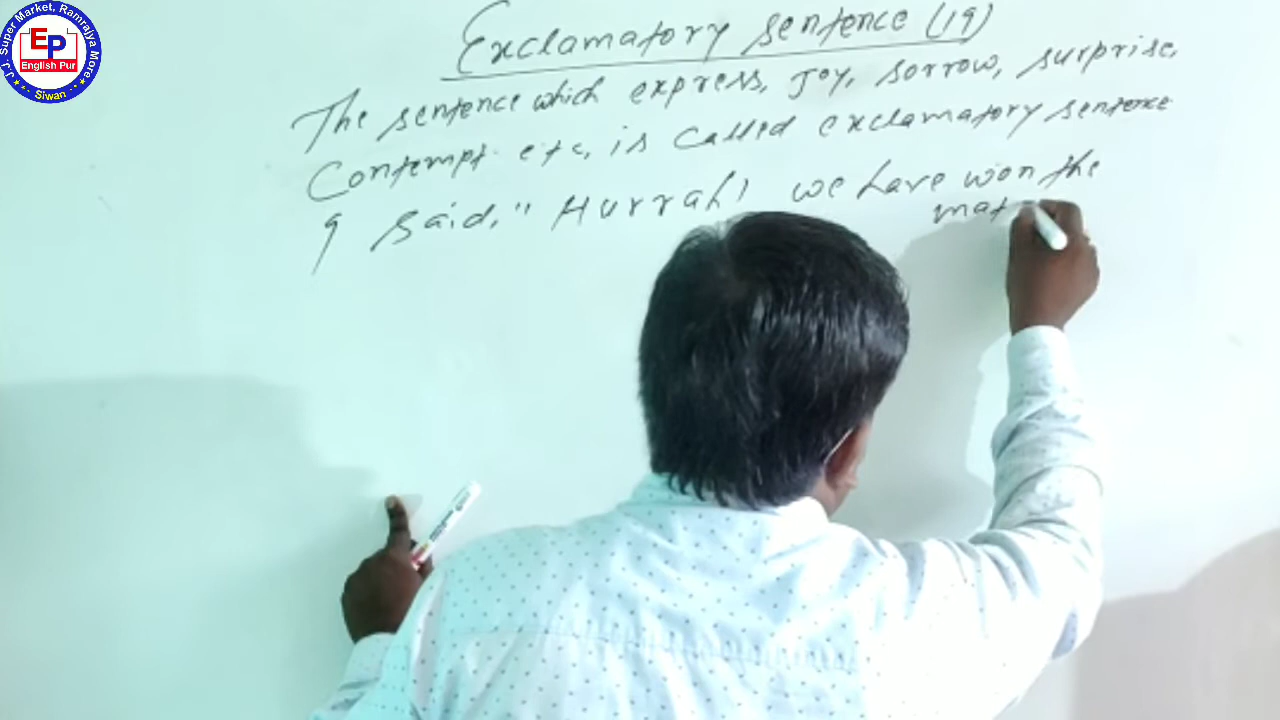 J.J. Super Market, Ramraiya More
EP
English Pur
Siwan
Exclamatory sentence (19)
The sentence which express, Joy, sorrow, surprise,
Contempt etc, is called exclamatory sentence
I said, " Hurrah! we have won the
mat